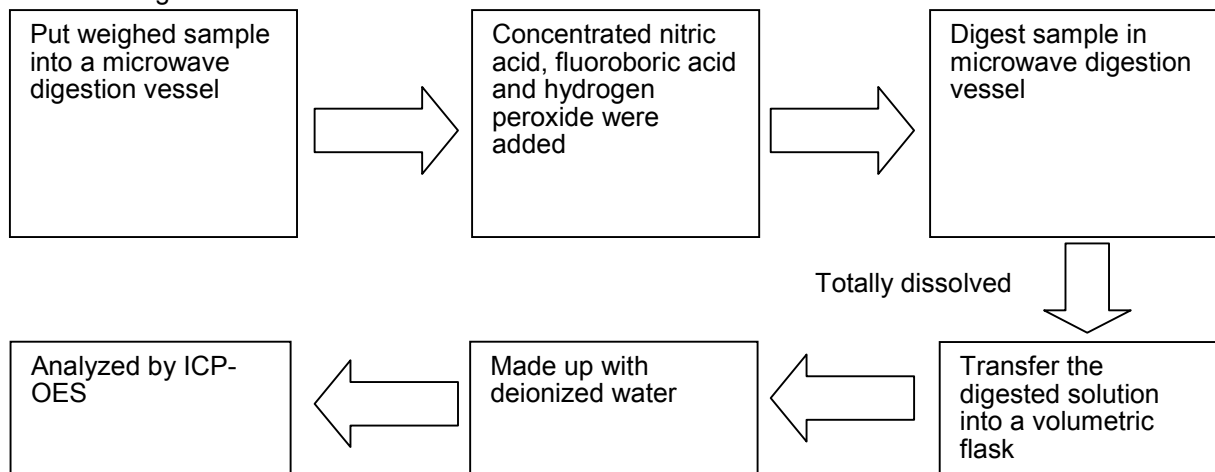 Put weighed sample
into a microwave
digestion vessel
Concentrated nitric
acid, fluoroboric acid
and hydrogen
peroxide were
added
Digest sample in
microwave digestion
vessel
Totally dissolved
Transfer the
digested solution
into a volumetric
flask
Made up with
deionized water
Analyzed by ICP-
OES